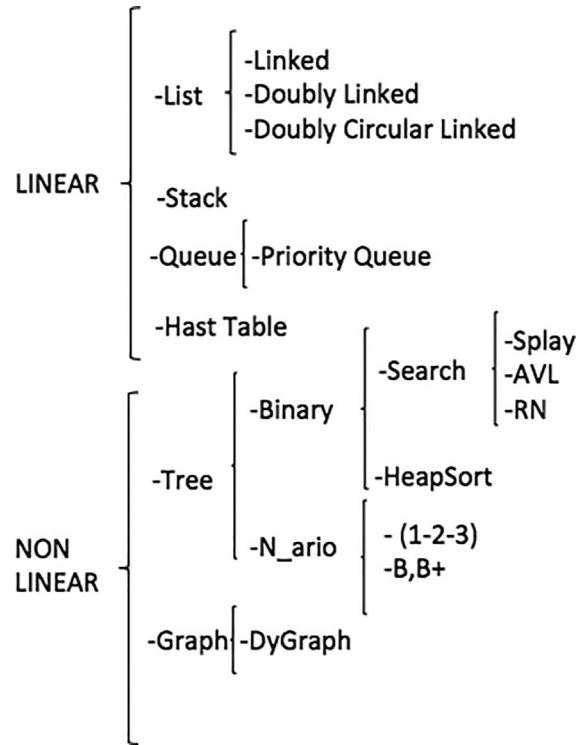 LINEAR
-List
-Linked
-Doubly Linked
-Doubly Circular Linked
-Stack
-Queue
-Priority Queue
-Hast Table
NON
LINEAR
-Tree
-Binary
-Search
-Splay
-AVL
-RN
-HeapSort
-N_ario
- (1-2-3)
-B,B+
-Graph
-DyGraph